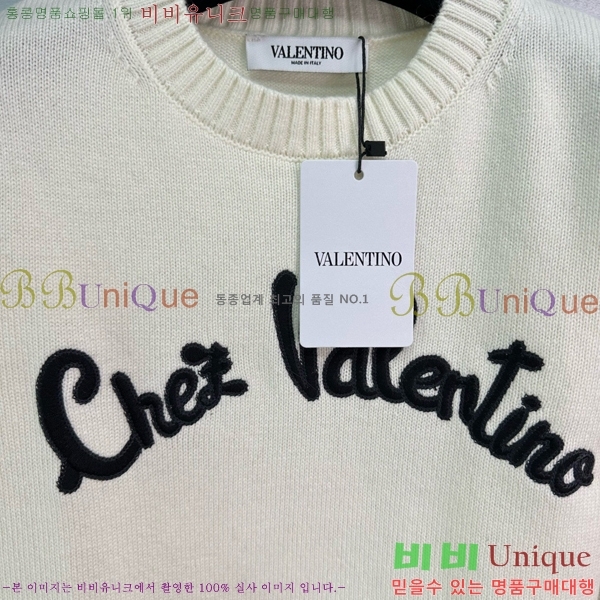 홍콩명품쇼핑몰 1위 비비유니크 명품구매대행
VALENTINO
MADE IN ITALY
VALENTINO
BBUniQue
동종업계 최고의 품질 NO.1
BBUniQue
Chez Valentino
비비 Unique
믿을수 있는 명품구매대행
-본 이미지는 비비유니크에서 촬영한 100% 실사 이미지 입니다.-